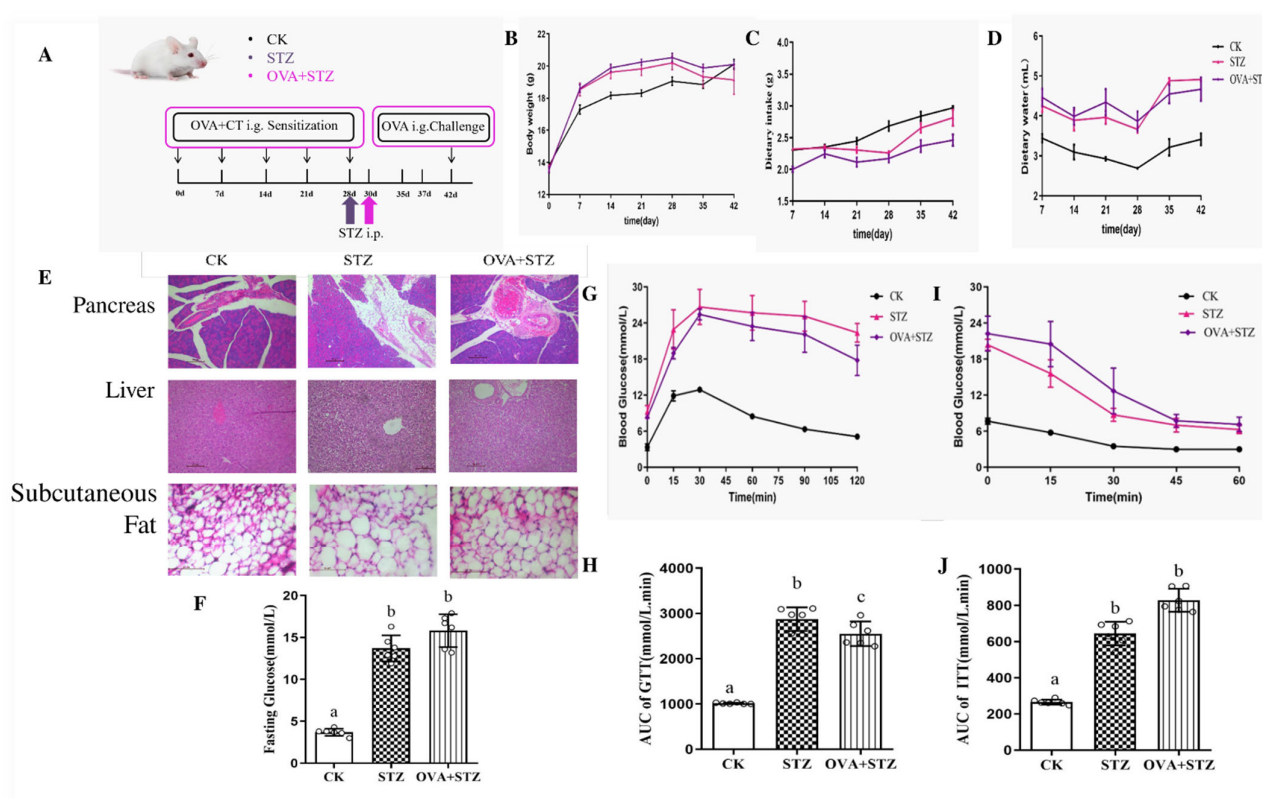 A
CK
STZ
OVA+STZ
OVA+CT i.g. Sensitization
OVA i.g.Challenge
0d 7d 14d 21d 28d 30d 35d 37d 42d
STZ i.p.
B
Body weight (g)
22
20
18
16
14
12
0 7 14 21 28 35 42
time(day)
C
Dietary intake (g)
4.0
3.5
3.0
2.5
2.0
1.5
7 14 21 28 35 42
time(day)
D
Dietary water(mL)
6
5
4
3
2
7 14 21 28 35 42
time(day)
CK
STZ
OVA+ST
E
CK STZ OVA+STZ
Pancreas
Liver
Subcutaneous
Fat
G
Blood Glucose(mmol/L)
30
24
18
12
6
0
0 15 30 45 60 75 90 105 120
Time(min)
CK
STZ
OVA+STZ
I
Blood Glucose(mmol/L)
30
24
18
12
6
0
0 15 30 45 60
Time(min)
CK
STZ
OVA+STZ
F
Fasting Glucose(mmol/L)
20
15
10
5
0
a
b
b
CK STZ OVA+STZ
H
AUC of GTT(mmol/L.min)
4000
3000
2000
1000
0
a
b
c
CK STZ OVA+STZ
J
AUC of ITT(mmol/L.min)
1000
800
600
400
200
0
a
b
b
CK STZ OVA+STZ